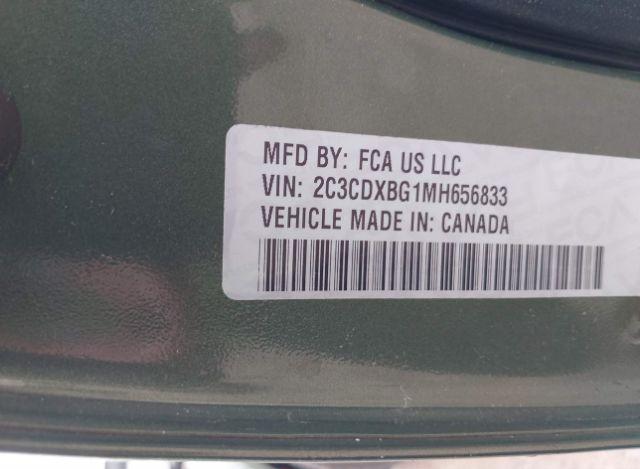 MFD BY: FCA US LLC
VIN: 2C3CDXBG1MH656833
VEHICLE MADE IN: CANADA